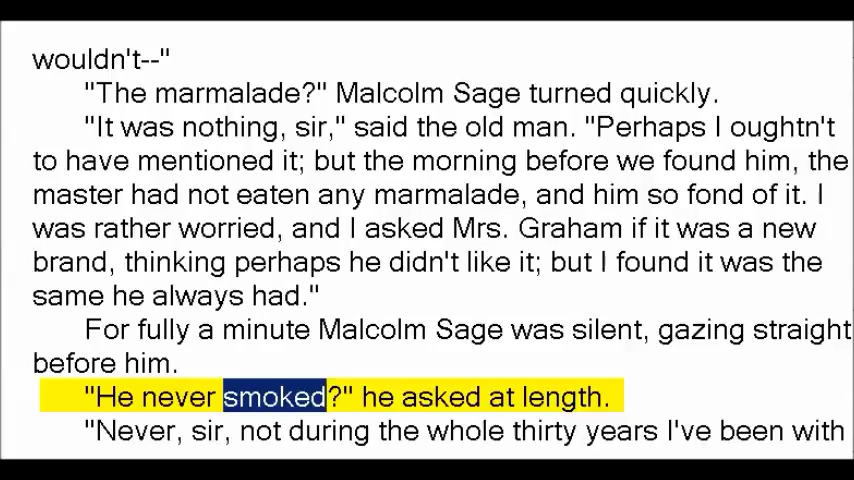 wouldn't--"
"The marmalade?" Malcolm Sage turned quickly.
"It was nothing, sir," said the old man. "Perhaps I oughtn't
to have mentioned it; but the morning before we found him, the
master had not eaten any marmalade, and him so fond of it. I
was rather worried, and I asked Mrs. Graham if it was a new
brand, thinking perhaps he didn't like it; but I found it was the
same he always had."
For fully a minute Malcolm Sage was silent, gazing straight
before him.
"He never smoked?" he asked at length.
"Never, sir, not during the whole thirty years I've been with